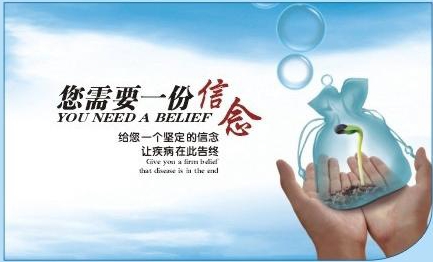 您需要一份信念
YOU NEED A BELIEF
给您一个坚定的信念
让疾病在此告终
Give you a firm belief
that disease is in the end